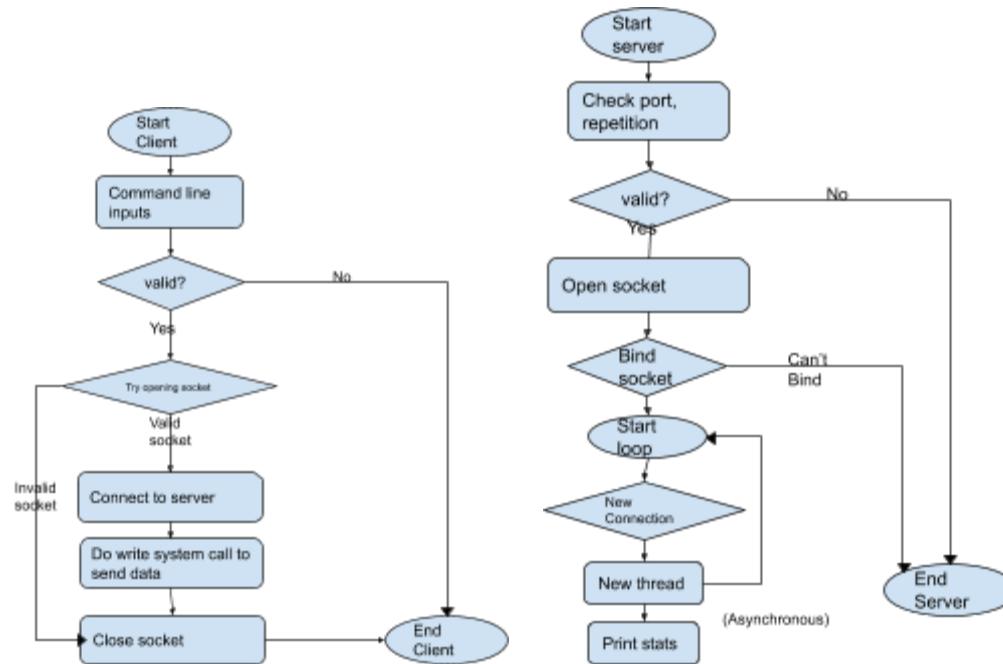 Start
Client
Command line
inputs
valid?
No
Yes
Try opening socket
Valid
socket
Invalid
socket
Connect to server
Do write system call to
send data
Close socket
End
Client
Start
server
Check port,
repetition
valid?
No
Yes
Open socket
Bind
socket
Can't
Bind
Start
loop
New
Connection
New thread
(Asynchronous)
Print stats
End
Server